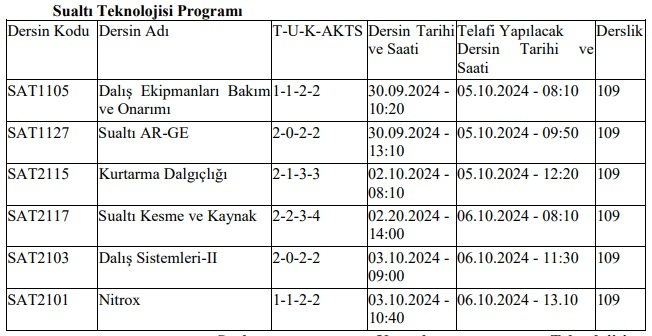 Sualtı Teknolojisi Programı
Dersin Kodu Dersin Adı T-U-K-AKTS Dersin Tarihi ve Saati Telafi Yapılacak Dersin Tarihi ve Saati Derslik
SAT1105 Dalış Ekipmanları Bakım ve Onarımı 1-1-2-2 30.09.2024 - 10:20 05.10.2024 - 08:10 109
SAT1127 Sualtı AR-GE 2-0-2-2 30.09.2024 - 13:10 05.10.2024 - 09:50 109
SAT2115 Kurtarma Dalgıçlığı 2-1-3-3 02.10.2024 - 08:10 05.10.2024 - 12:20 109
SAT2117 Sualtı Kesme ve Kaynak 2-2-3-4 02.20.2024 - 14:00 06.10.2024 - 08:10 109
SAT2103 Dalış Sistemleri-II 2-0-2-2 03.10.2024 - 09:00 06.10.2024 - 11:30 109
SAT2101 Nitrox 1-1-2-2 03.10.2024 - 10:40 06.10.2024 - 13.10 109